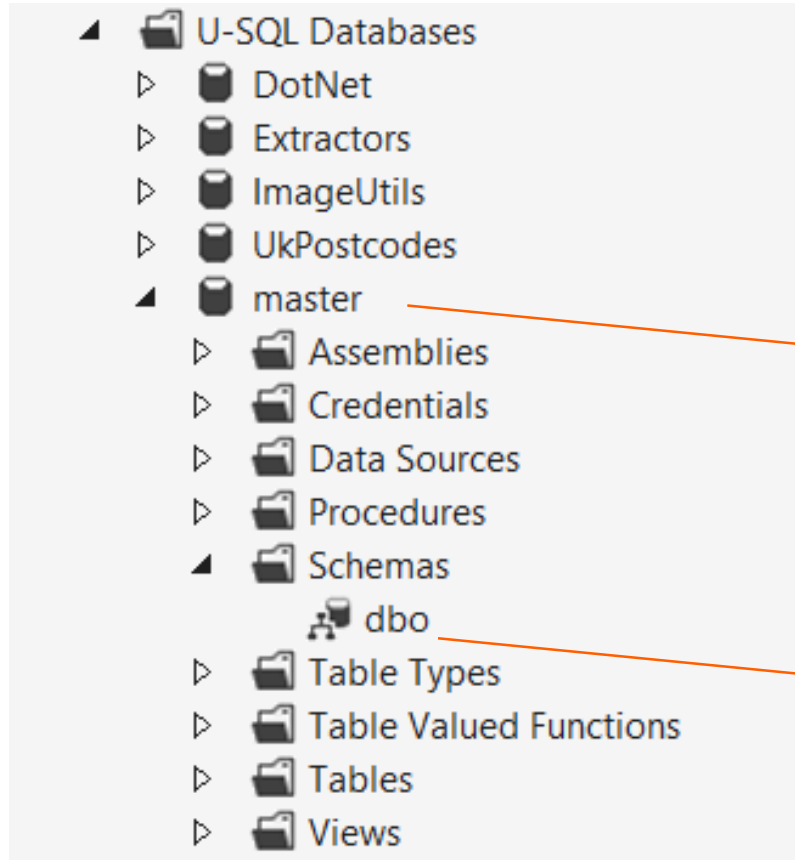 U-SQL Databases
DotNet
Extractors
ImageUtils
UkPostcodes
master
Assemblies
Credentials
Data Sources
Procedures
Schemas
dbo
Table Types
Table Valued Functions
Tables
Views